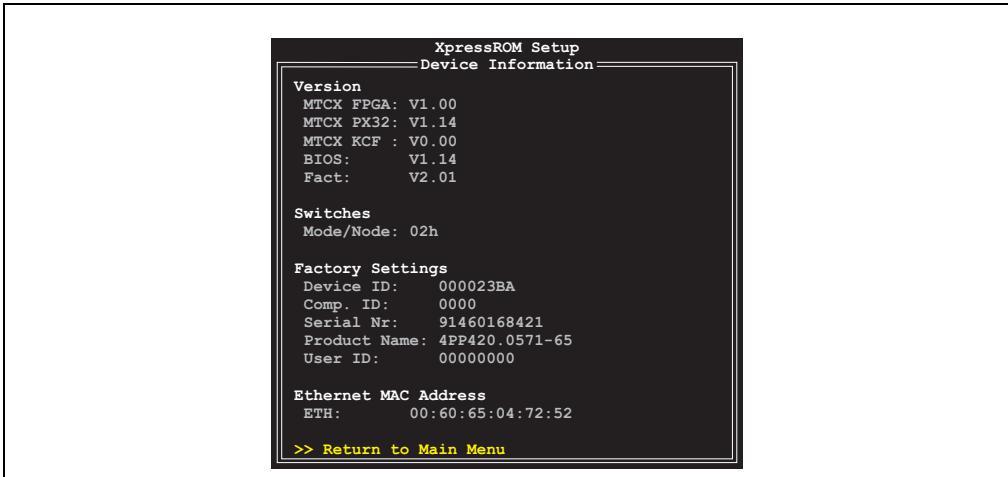 XpressROM Setup
Device Information
Version
MTCX FPGA: V1.00
MTCX PX32: V1.14
MTCX KCF : V0.00
BIOS: V1.14
Fact: V2.01
Switches
Mode/Node: 02h
Factory Settings
Device ID: 000023BA
Comp. ID: 0000
Serial Nr: 91460168421
Product Name: 4PP420.0571-65
User ID: 00000000
Ethernet MAC Address
ETH: 00:60:65:04:72:52
>> Return to Main Menu